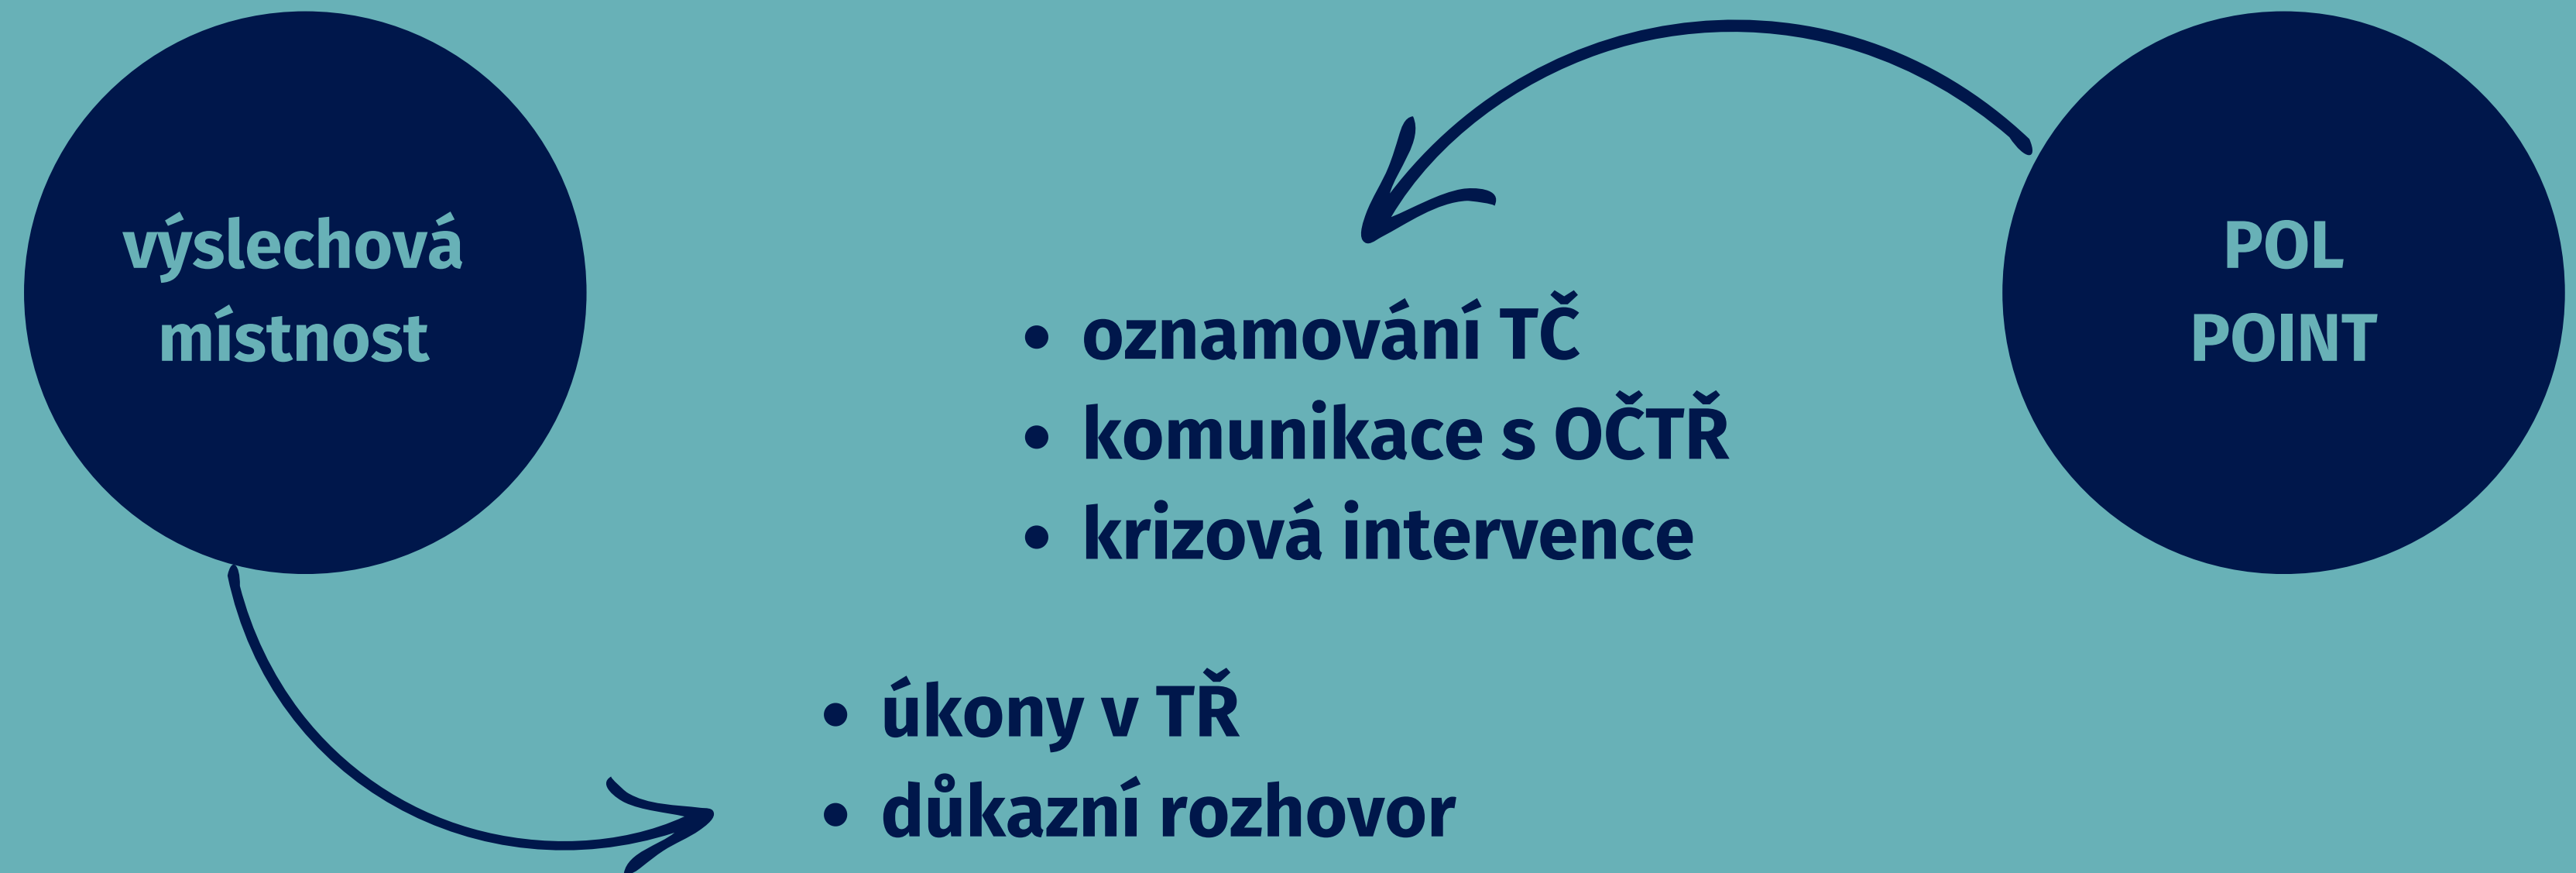 výslechová
místnost
POL
POINT
• oznamování TČ
• komunikace s OČTŘ
• krizová intervence
• úkony v TŘ
• důkazní rozhovor